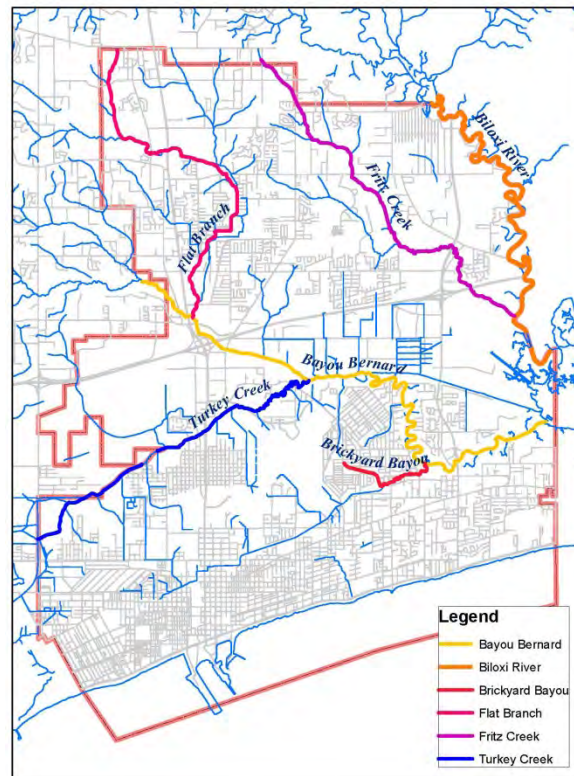 Biloxi River
Fritz Creek
Flat Branch
Bayou Bernard
Turkey Creek
Brickyard Bayou
Legend
Bayou Bernard
Biloxi River
Brickyard Bayou
Flat Branch
Fritz Creek
Turkey Creek